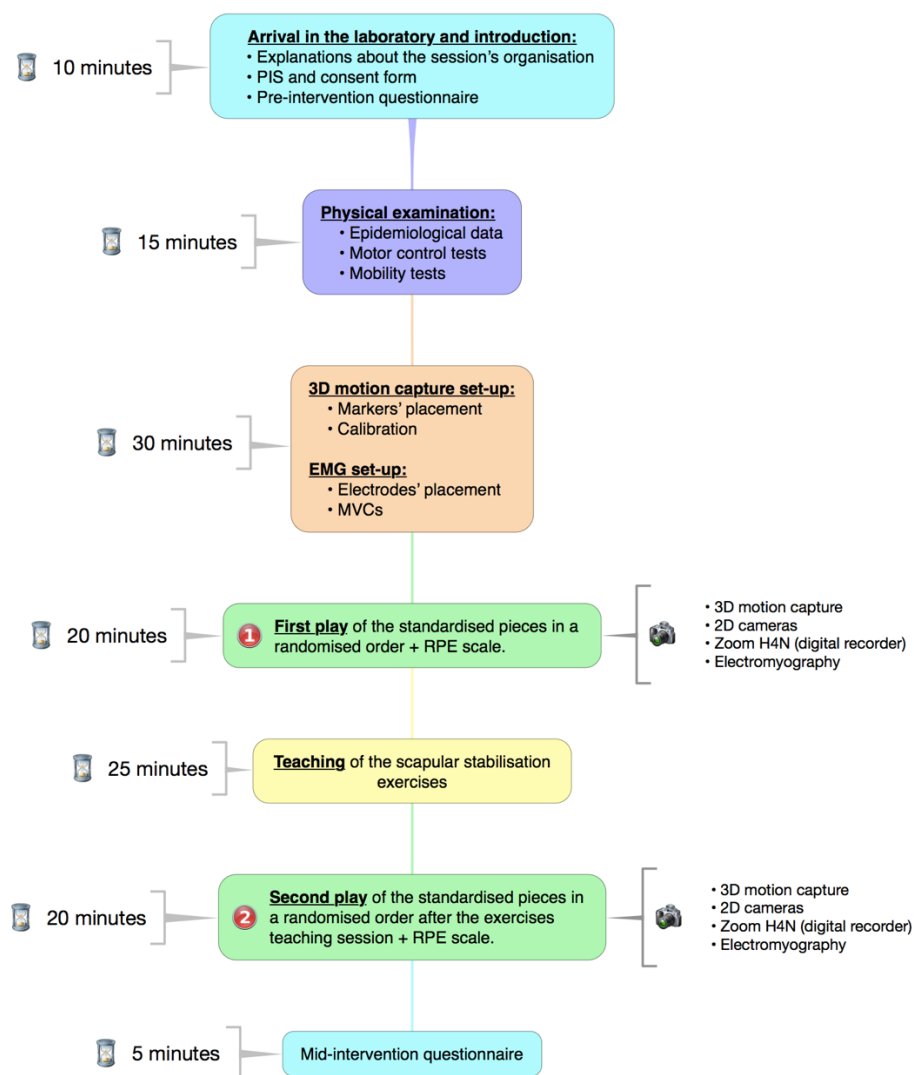 Arrival in the laboratory and introduction:
• Explanations about the session's organisation
• PIS and consent form
• Pre-intervention questionnaire
10 minutes
Physical examination:
• Epidemiological data
• Motor control tests
• Mobility tests
15 minutes
3D motion capture set-up:
• Markers' placement
• Calibration
EMG set-up:
• Electrodes' placement
• MVCs
30 minutes
1
First play of the standardised pieces in a
randomised order + RPE scale.
20 minutes
• 3D motion capture
• 2D cameras
• Zoom H4N (digital recorder)
• Electromyography
Teaching of the scapular stabilisation
exercises
25 minutes
2
Second play of the standardised pieces in
a randomised order after the exercises
teaching session + RPE scale.
20 minutes
• 3D motion capture
• 2D cameras
• Zoom H4N (digital recorder)
• Electromyography
Mid-intervention questionnaire
5 minutes